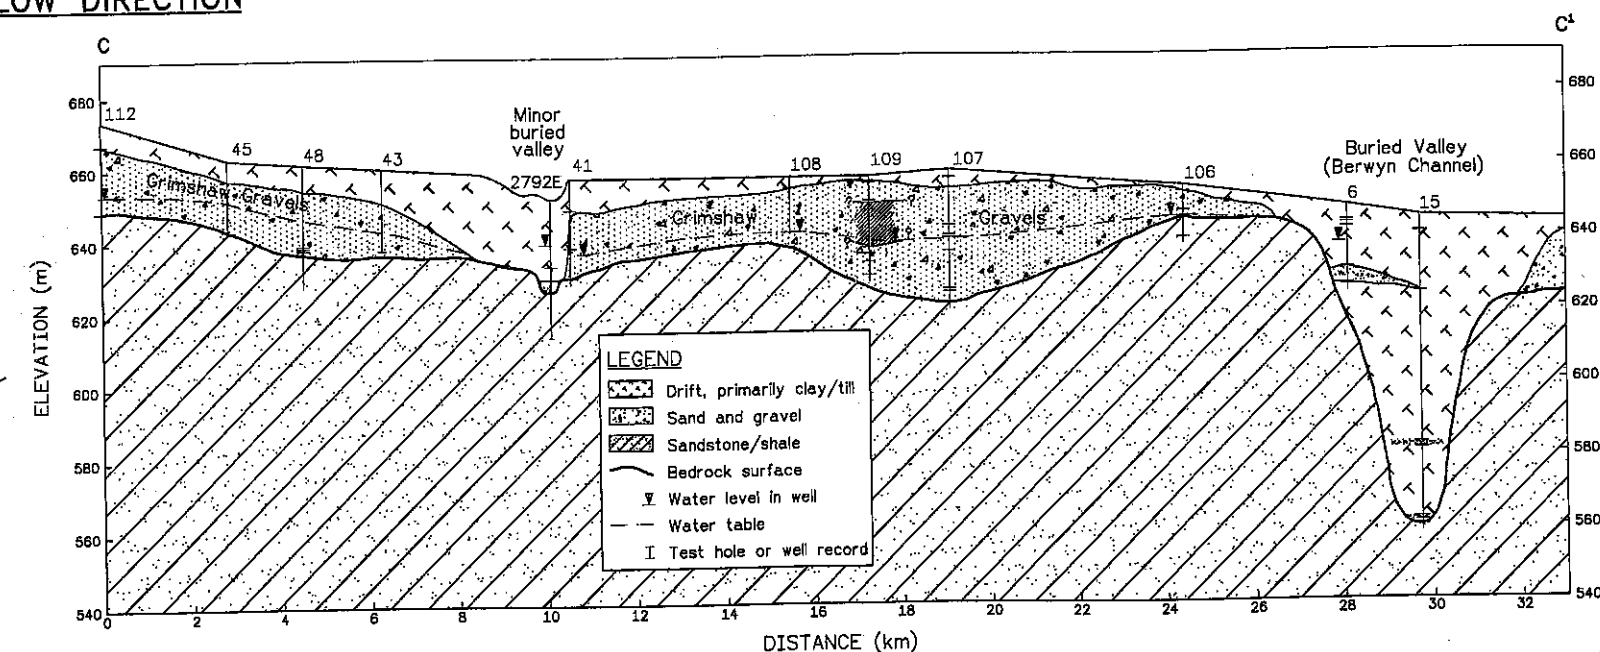 LOW DIRECTION
C
C¹
680
660
640
620
600
580
560
540
ELEVATION (m)
112
45
48
43
Minor
buried
valley
2792E
41
108
109
107
106
Buried Valley
(Berwyn Channel)
6
15
Grimshaw Gravels
Grimshaw
Gravels
LEGEND
Drift, primarily clay/till
Sand and gravel
Sandstone/shale
Bedrock surface
Water level in well
Water table
Test hole or well record
680
660
640
620
600
580
560
540
0 2 4 6 8 10 12 14 16 18 20 22 24 26 28 30 32
DISTANCE (km)